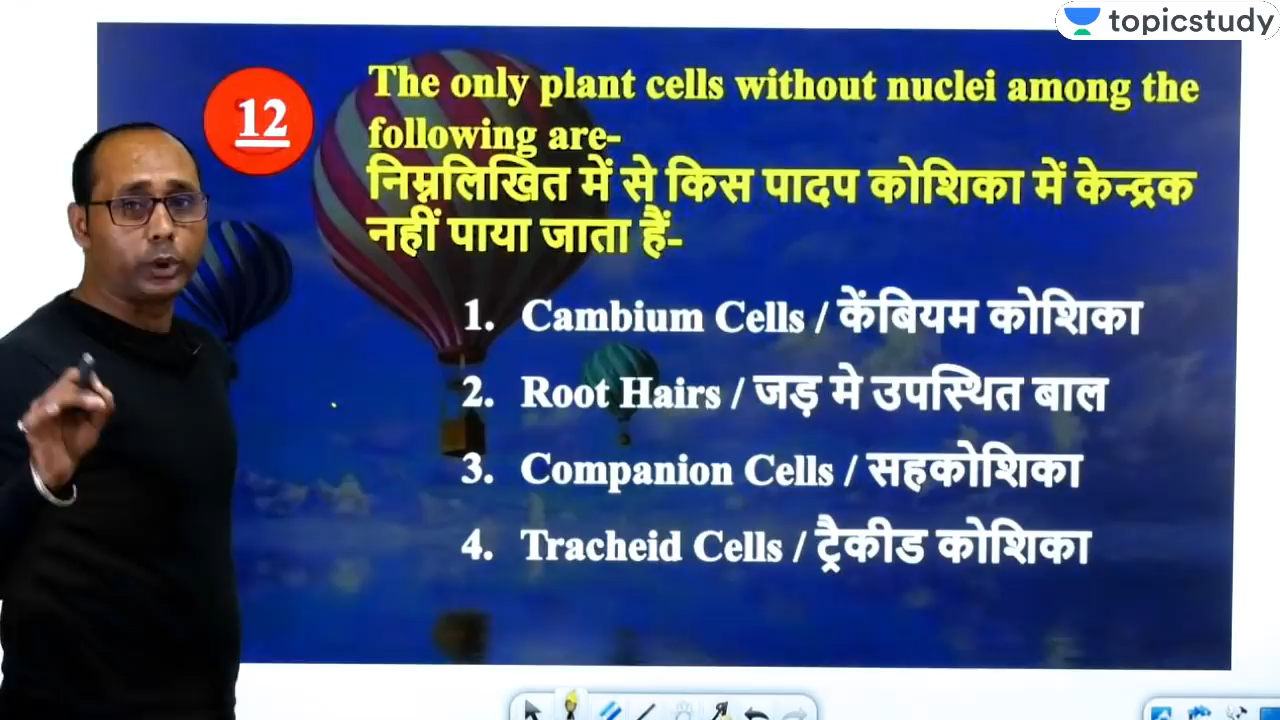 topicstudy
12
The only plant cells without nuclei among the
following are-
निम्नलिखित में से किस पादप कोशिका में केन्द्रक
नहीं पाया जाता हैं-
1. Cambium Cells / केंबियम कोशिका
2. Root Hairs / जड़ मे उपस्थित बाल
3. Companion Cells / सहकोशिका
4. Tracheid Cells / ट्रैकीड कोशिका